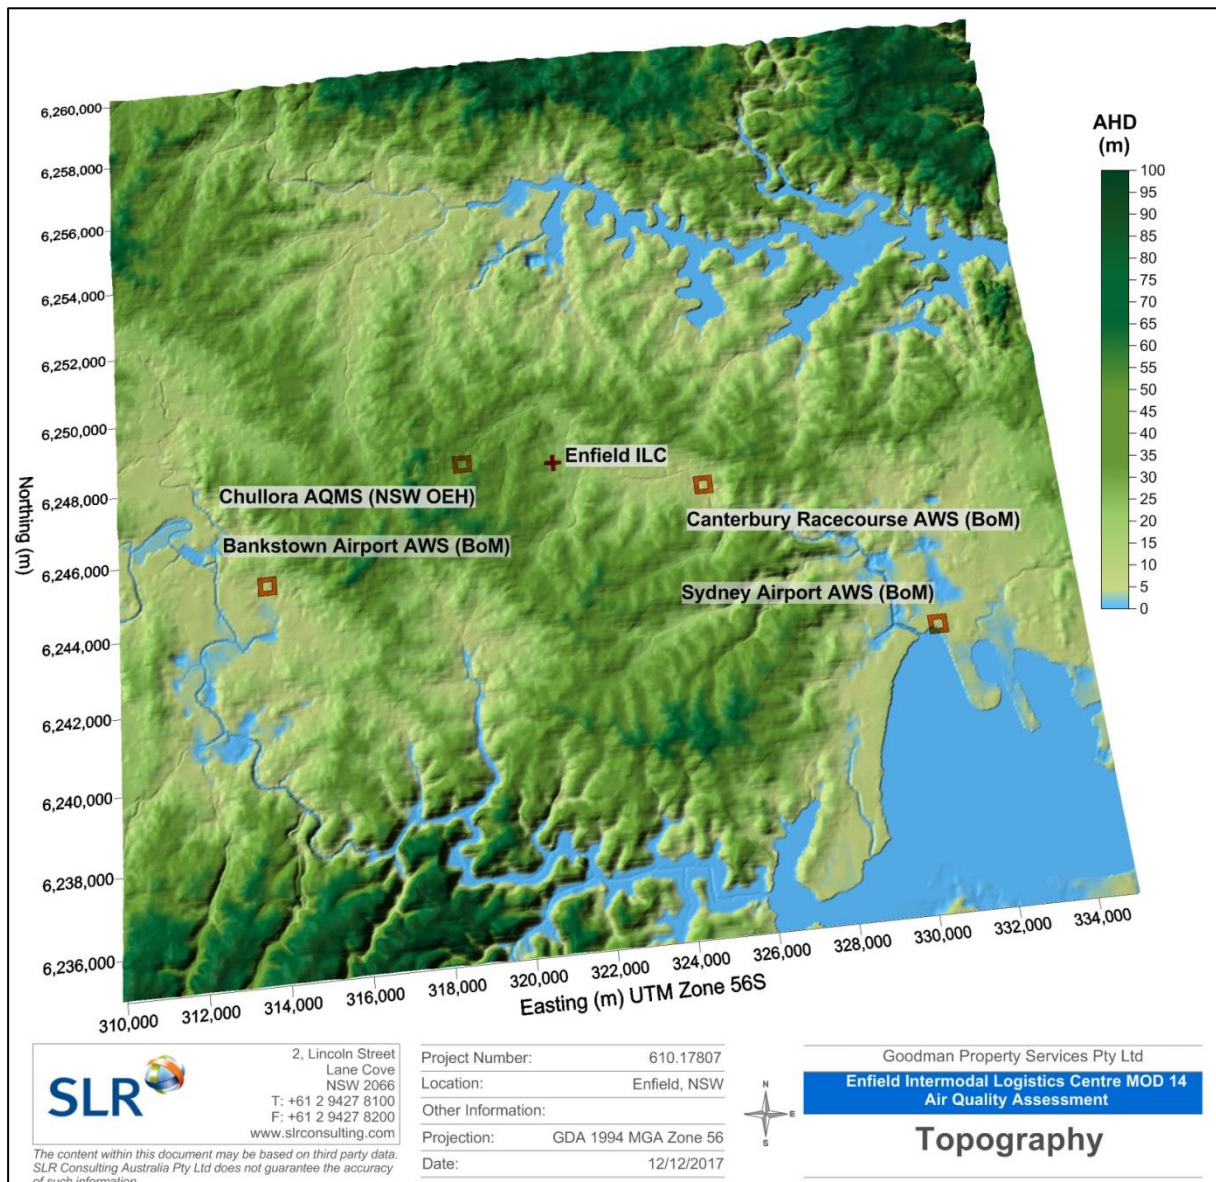 AHD
(m)
100
95
90
85
80
75
70
65
60
55
50
45
40
35
30
25
20
15
10
5
0
6,260,000
6,258,000
6,256,000
6,254,000
6,252,000
6,250,000
6,248,000
6,246,000
6,244,000
6,242,000
6,240,000
6,238,000
6,236,000
Northing (m)
Enfield ILC
Chullora AQMS (NSW OEH)
Canterbury Racecourse AWS (BoM)
Bankstown Airport AWS (BoM)
Sydney Airport AWS (BoM)
310,000
312,000
314,000
316,000
318,000
320,000
322,000
324,000
326,000
328,000
330,000
332,000
334,000
Easting (m) UTM Zone 56S
SLR
2, Lincoln Street
Lane Cove
NSW 2066
T: +61 2 9427 8100
F: +61 2 9427 8200
www.slrconsulting.com
The content within this document may be based on third party data.
SLR Consulting Australia Pty Ltd does not guarantee the accuracy
of such information
Project Number: 610.17807
Location: Enfield, NSW
Other Information:
Projection: GDA 1994 MGA Zone 56
Date: 12/12/2017
N
E
S
Goodman Property Services Pty Ltd
Enfield Intermodal Logistics Centre MOD 14
Air Quality Assessment
Topography